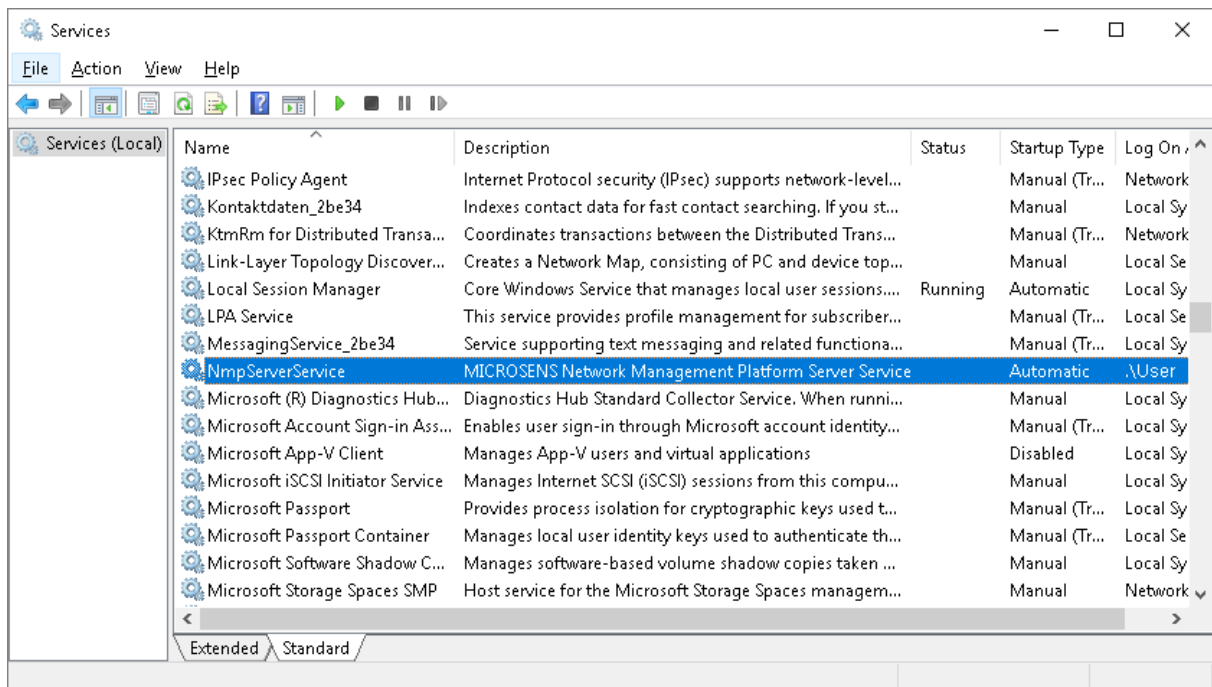 Services
File Action View Help
Services (Local)
Name Description Status Startup Type Log On
IPsec Policy Agent Internet Protocol security (IPsec) supports network-level... Manual (Tr... Network
Kontaktdaten_2be34 Indexes contact data for fast contact searching. If you st... Manual Local Sy
KtmRm for Distributed Transa... Coordinates transactions between the Distributed Trans... Manual (Tr... Network
Link-Layer Topology Discover... Creates a Network Map, consisting of PC and device top... Manual Local Se
Local Session Manager Core Windows Service that manages local user sessions.... Running Automatic Local Sy
LPA Service This service provides profile management for subscriber... Manual (Tr... Local Se
MessagingService_2be34 Service supporting text messaging and related functiona... Manual (Tr... Local Sy
NmpServerService MICROSENS Network Management Platform Server Service Automatic .\User
Microsoft (R) Diagnostics Hub... Diagnostics Hub Standard Collector Service. When runni... Manual Local Sy
Microsoft Account Sign-in Ass... Enables user sign-in through Microsoft account identity... Manual (Tr... Local Sy
Microsoft App-V Client Manages App-V users and virtual applications Disabled Local Sy
Microsoft iSCSI Initiator Service Manages Internet SCSI (iSCSI) sessions from this compu... Manual Local Sy
Microsoft Passport Provides process isolation for cryptographic keys used t... Manual (Tr... Local Sy
Microsoft Passport Container Manages local user identity keys used to authenticate th... Manual (Tr... Local Se
Microsoft Software Shadow C... Manages software-based volume shadow copies taken ... Manual Local Sy
Microsoft Storage Spaces SMP Host service for the Microsoft Storage Spaces managem... Manual Network
Extended Standard